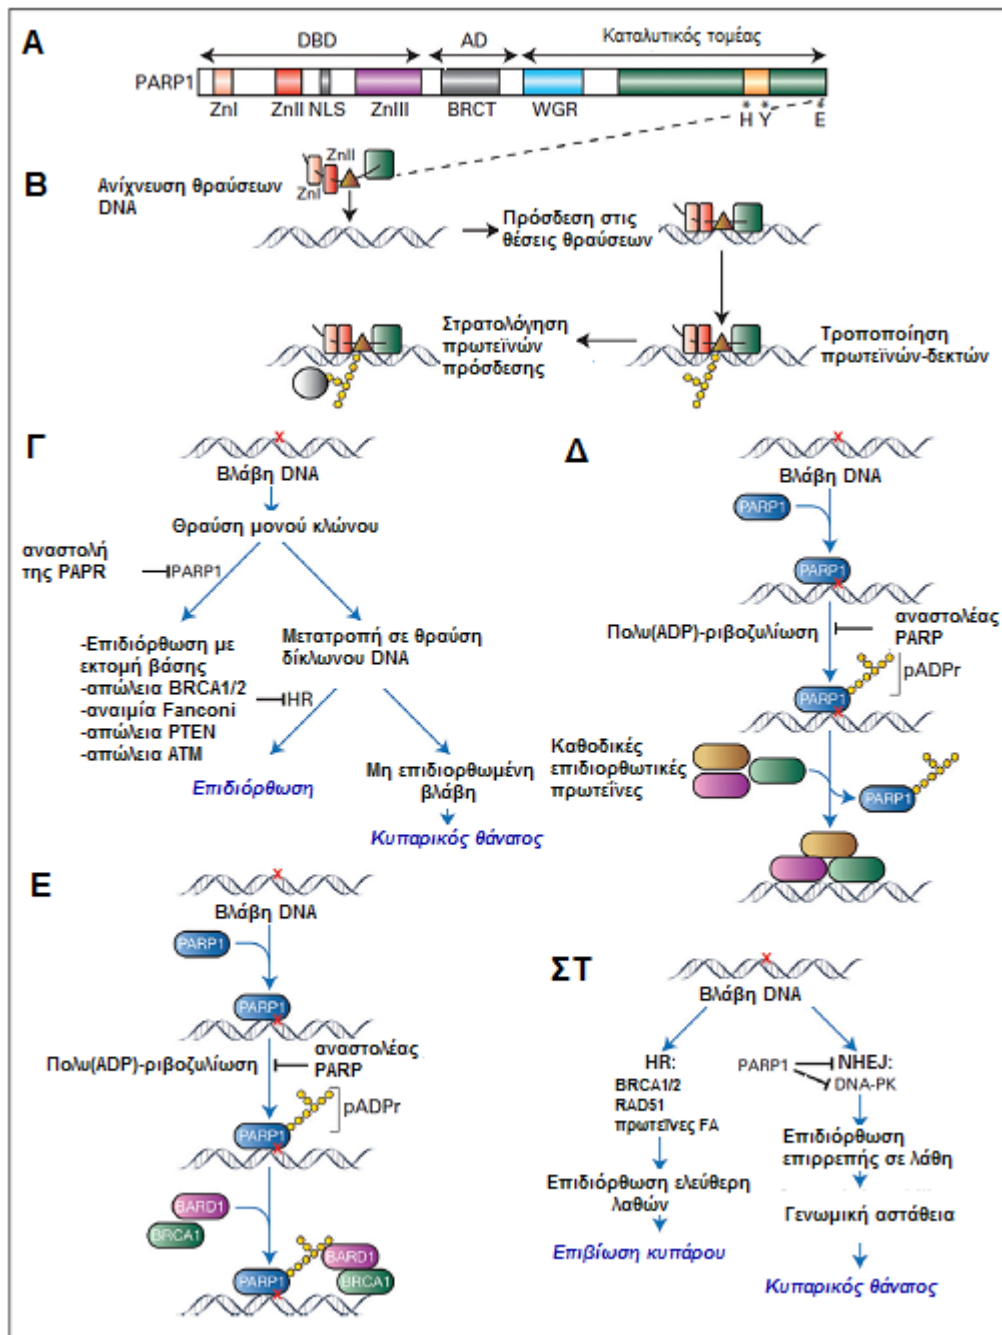 A
DBD
AD
Καταλυτικός τομέας
PARP1
ZnI
ZnII
NLS
ZnIII
BRCT
WGR
* * *
H Y E
B
Ανίχνευση θραύσεων
DNA
ZnII
ZnI
Πρόσδεση στις
θέσεις θραύσεων
Τροποποίηση
πρωτεϊνών-δεκτών
Στρατολόγηση
πρωτεϊνών
πρόσδεσης
Γ
X
Βλάβη DNA
Θραύση μονού κλώνου
αναστολή
της PAPR
PARP1
-Επιδιόρθωση με
εκτομή βάσης
-απώλεια BRCA1/2
-αναιμία Fanconi
-απώλεια PTEN
-απώλεια ATM
HR
Μετατροπή σε θραύση
δίκλωνου DNA
Επιδιόρθωση
Μη επιδιορθωμένη
βλάβη
Κυπαρικός θάνατος
Δ
X
Βλάβη DNA
PARP1
PARP1
X
Πολυ(ADP)-ριβοζυλίωση
αναστολέας
PARP
pADPr
PARP1
X
Καθοδικές
επιδιορθωτικές
πρωτεΐνες
PARP1
E
X
Βλάβη DNA
PARP1
PARP1
X
Πολυ(ADP)-ριβοζυλίωση
αναστολέας
PARP
pADPr
PARP1
X
BARD1
BRCA1
PARP1
X
BARD1
BRCA1
ΣΤ
X
Βλάβη DNA
HR:
BRCA1/2
RAD51
πρωτεΐνες FA
Επιδιόρθωση ελεύθερη
λαθών
Επιβίωση κυπάρου
PARP1
NHEJ:
DNA-PK
Επιδιόρθωση
επιρρεπής σε λάθη
Γενωμική αστάθεια
Κυπαρικός θάνατος